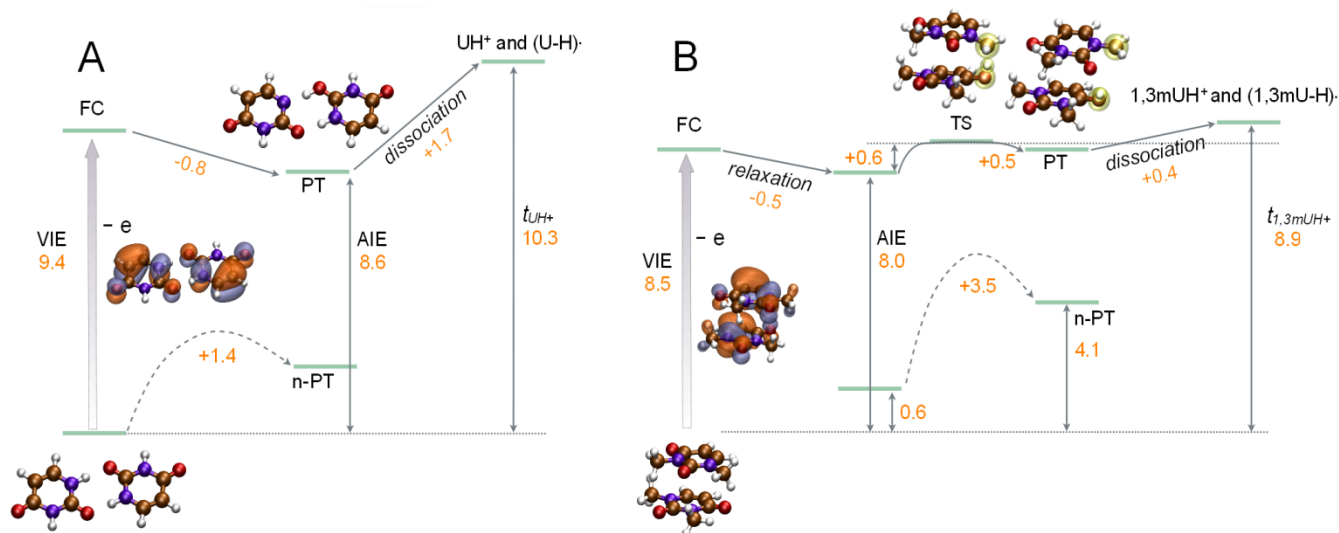 A
FC
-0.8
PT
UH⁺ and (U-H)·
dissociation
+1.7
VIE
9.4
– e
AIE
8.6
tUH+
10.3
+1.4
n-PT
B
FC
relaxation
-0.5
TS
+0.6
+0.5
PT
1,3mUH⁺ and (1,3mU-H)·
dissociation
+0.4
VIE
8.5
– e
AIE
8.0
t1,3mUH+
8.9
+3.5
n-PT
4.1
0.6